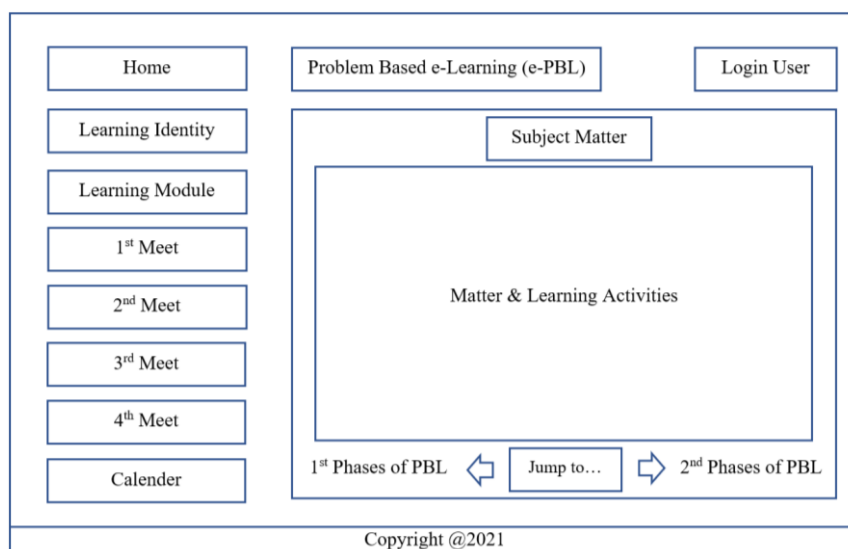 Home
Problem Based e-Learning (e-PBL)
Login User
Learning Identity
Learning Module
1st Meet
2nd Meet
3rd Meet
4th Meet
Calender
Subject Matter
Matter & Learning Activities
1st Phases of PBL
Jump to…
2nd Phases of PBL
Copyright @2021